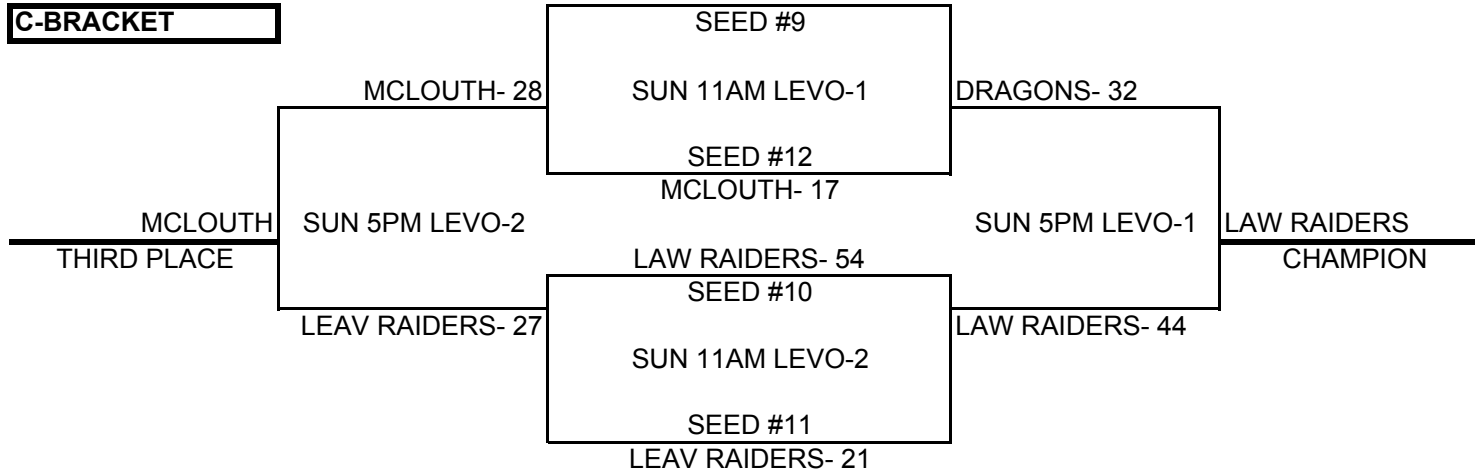 C-BRACKET
SEED #9
MCLOUTH- 28
SUN 11AM LEVO-1
DRAGONS- 32
SEED #12
MCLOUTH- 17
MCLOUTH
SUN 5PM LEVO-2
SUN 5PM LEVO-1
LAW RAIDERS
THIRD PLACE
LAW RAIDERS- 54
CHAMPION
SEED #10
LEAV RAIDERS- 27
LAW RAIDERS- 44
SUN 11AM LEVO-2
SEED #11
LEAV RAIDERS- 21